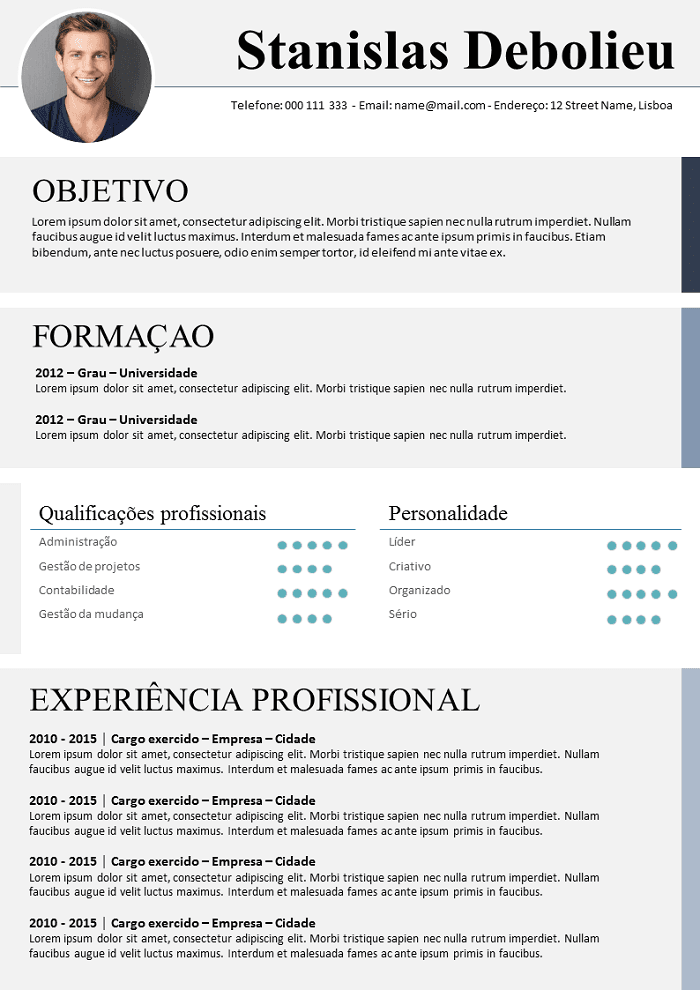 Stanislas Debolieu
Telefone: 000 111 333 - Email: name@mail.com - Endereço: 12 Street Name, Lisboa
OBJETIVO
Lorem ipsum dolor sit amet, consectetur adipiscing elit. Morbi tristique sapien nec nulla rutrum imperdiet. Nullam
faucibus augue id velit luctus maximus. Interdum et malesuada fames ac ante ipsum primis in faucibus. Etiam
bibendum, ante nec luctus posuere, odio enim semper tortor, id eleifend mi ante vitae ex.
FORMAÇAO
2012 – Grau – Universidade
Lorem ipsum dolor sit amet, consectetur adipiscing elit. Morbi tristique sapien nec nulla rutrum imperdiet.
2012 – Grau – Universidade
Lorem ipsum dolor sit amet, consectetur adipiscing elit. Morbi tristique sapien nec nulla rutrum imperdiet.
Qualificações profissionais
Administração
Gestão de projetos
Contabilidade
Gestão da mudança
Personalidade
Líder
Criativo
Organizado
Sério
EXPERIÊNCIA PROFISSIONAL
2010 - 2015 | Cargo exercido – Empresa – Cidade
Lorem ipsum dolor sit amet, consectetur adipiscing elit. Morbi tristique sapien nec nulla rutrum imperdiet. Nullam
faucibus augue id velit luctus maximus. Interdum et malesuada fames ac ante ipsum primis in faucibus.
2010 - 2015 | Cargo exercido – Empresa – Cidade
Lorem ipsum dolor sit amet, consectetur adipiscing elit. Morbi tristique sapien nec nulla rutrum imperdiet. Nullam
faucibus augue id velit luctus maximus. Interdum et malesuada fames ac ante ipsum primis in faucibus.
2010 - 2015 | Cargo exercido – Empresa – Cidade
Lorem ipsum dolor sit amet, consectetur adipiscing elit. Morbi tristique sapien nec nulla rutrum imperdiet. Nullam
faucibus augue id velit luctus maximus. Interdum et malesuada fames ac ante ipsum primis in faucibus.
2010 - 2015 | Cargo exercido – Empresa – Cidade
Lorem ipsum dolor sit amet, consectetur adipiscing elit. Morbi tristique sapien nec nulla rutrum imperdiet. Nullam
faucibus augue id velit luctus maximus. Interdum et malesuada fames ac ante ipsum primis in faucibus.